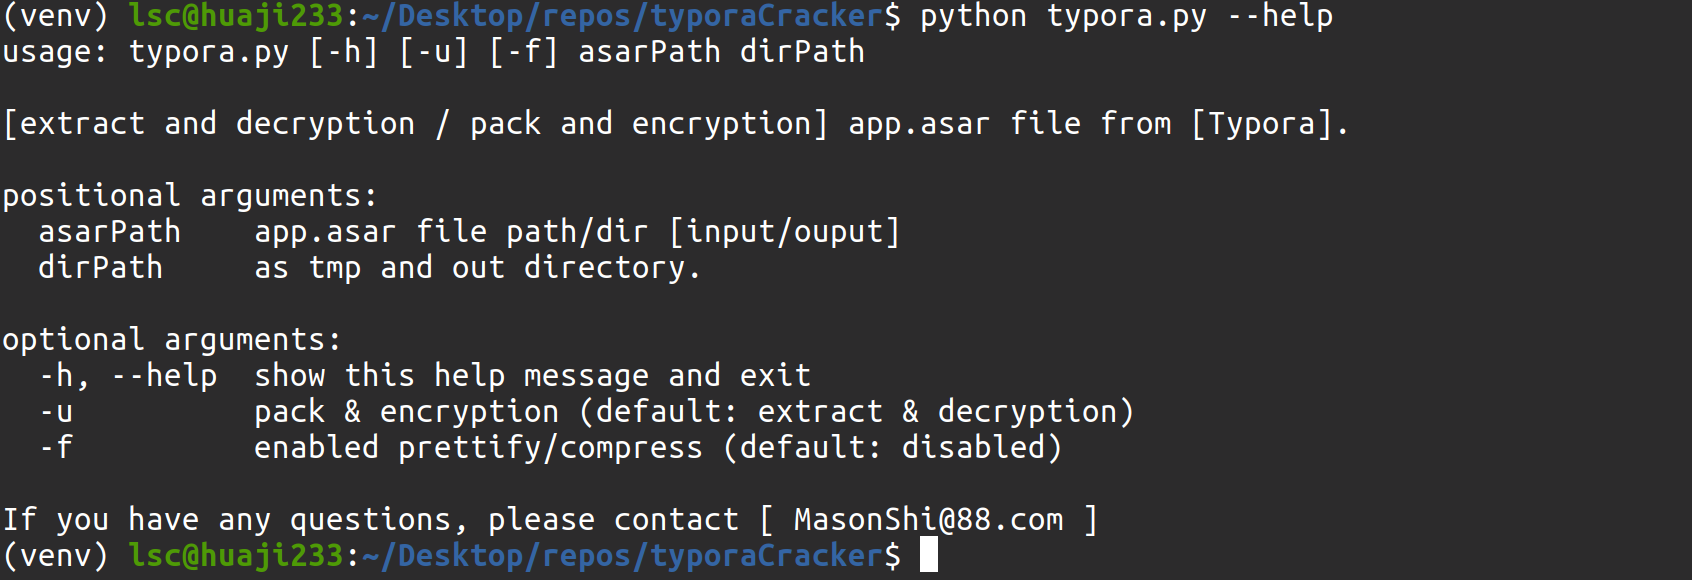 (venv) lsc@huaji233:~/Desktop/repos/typoraCracker$ python typora.py --help
usage: typora.py [-h] [-u] [-f] asarPath dirPath
[extract and decryption / pack and encryption] app.asar file from [Typora].
positional arguments:
  asarPath    app.asar file path/dir [input/ouput]
  dirPath     as tmp and out directory.
optional arguments:
  -h, --help  show this help message and exit
  -u          pack & encryption (default: extract & decryption)
  -f          enabled prettify/compress (default: disabled)
If you have any questions, please contact [ MasonShi@88.com ]
(venv) lsc@huaji233:~/Desktop/repos/typoraCracker$